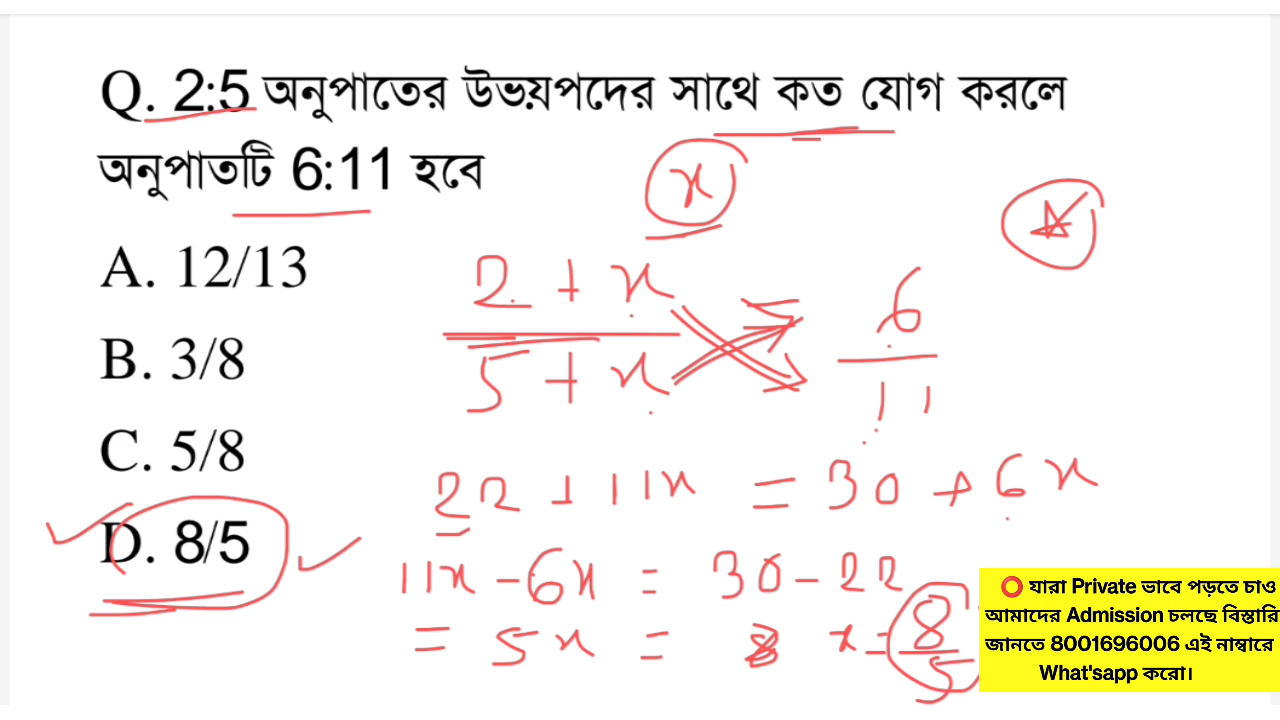 Q. 2:5 অনুপাতের উভয়পদের সাথে কত যোগ করলে
অনুপাতটি 6:11 হবে
x
A. 12/13
B. 3/8
C. 5/8
D. 8/5
2 + x
5 + x
6
11
22 + 11x = 30 + 6x
11x - 6x = 30 - 22
= 5x = 8 x = 8/5
⭕ যারা Private ভাবে পড়তে চাও
আমাদের Admission চলছে বিস্তারি
জানতে 8001696006 এই নাম্বারে
What'sapp করো।